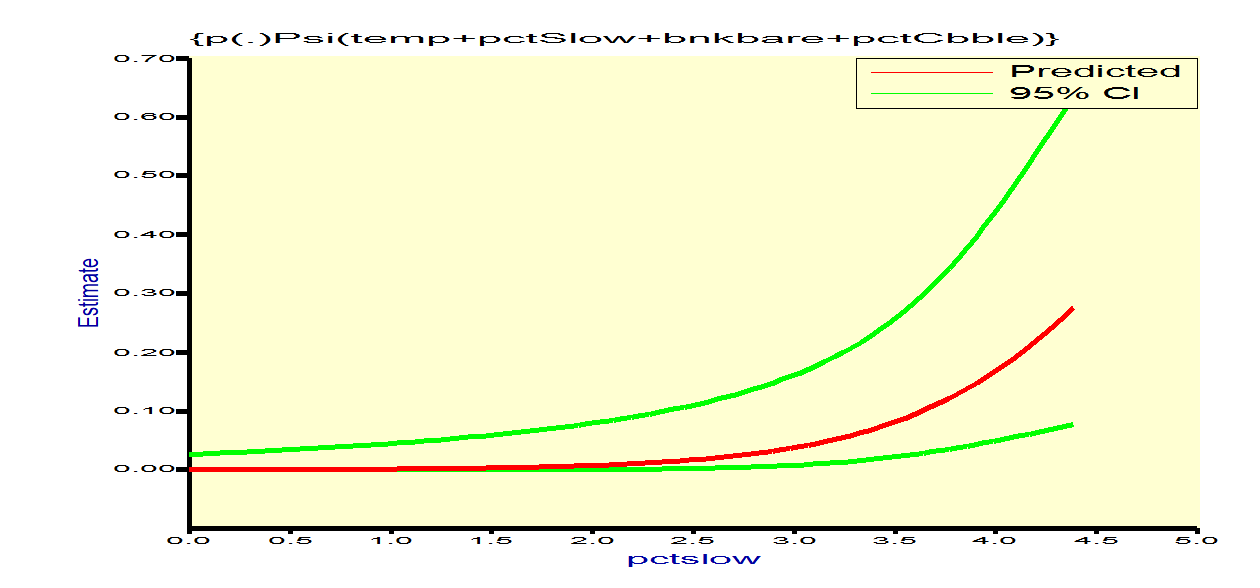 {p(.)Psi(temp+pctSlow+bnkbare+pctCbble)}
Predicted
95% CI
0.70
0.60
0.50
0.40
0.30
0.20
0.10
0.00
Estimate
0.0 0.5 1.0 1.5 2.0 2.5 3.0 3.5 4.0 4.5 5.0
pctslow